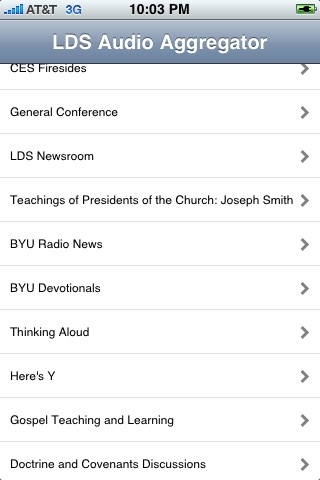 AT&T 3G 10:03 PM
LDS Audio Aggregator
CES Firesides
General Conference
LDS Newsroom
Teachings of Presidents of the Church: Joseph Smith
BYU Radio News
BYU Devotionals
Thinking Aloud
Here's Y
Gospel Teaching and Learning
Doctrine and Covenants Discussions